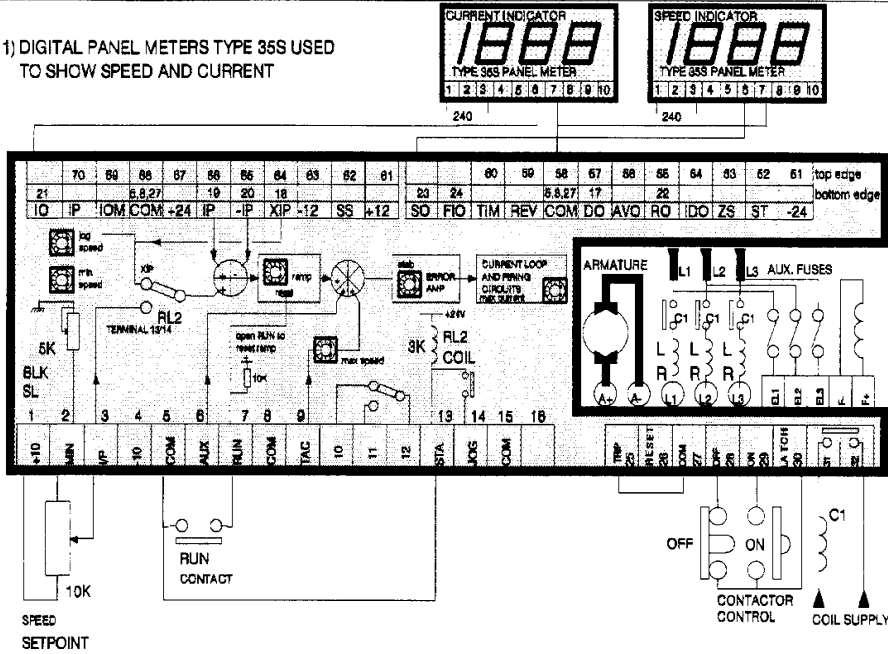 1) DIGITAL PANEL METERS TYPE 35S USED
TO SHOW SPEED AND CURRENT
CURRENT INDICATOR
1888
TYPE 35S PANEL METER
1 2 3 4 5 6 7 8 9 10
240
SPEED INDICATOR
1888
TYPE 35S PANEL METER
1 2 3 4 5 6 7 8 9 10
240
70 69 68 67 66 65 64 63 62 61
21 5,8,27 19 20 18
IO IP IOM COM +24 IP -IP XIP -12 SS +12
60 59 58 57 56 55 54 53 52 51 top edge
23 24 5,8,27 17 22 bottom edge
SO FIO TIM REV COM DO AVO RO IDO ZS ST -24
jog
speed
min
speed
XIP
RL2
TERMINAL 13/14
5K
BLK
SL
ramp
reset
open RUN to
reset ramp
10K
max speed
stab
ERROR
AMP
CURRENT LOOP
AND FIRING
CIRCUITS
max current
+24V
3K
RL2
COIL
ARMATURE
L1 L2 L3 AUX. FUSES
C1 C1 C1
L L L
R R R
A+ A- L1 L2 L3 EL1 EL2 EL3 F- F+
1 2 3 4 5 6 7 8 9 13 14 15 16
+10 MIN I/P -10 COM AUX RUN COM TAC 10 11 12 STA JOG COM
TRIP 25 RESET 26 COM 27 OFF 28 ON 29 LATCH 30 31 32
10K
SPEED
SETPOINT
RUN
CONTACT
OFF ON
CONTACTOR
CONTROL
C1
COIL SUPPLY